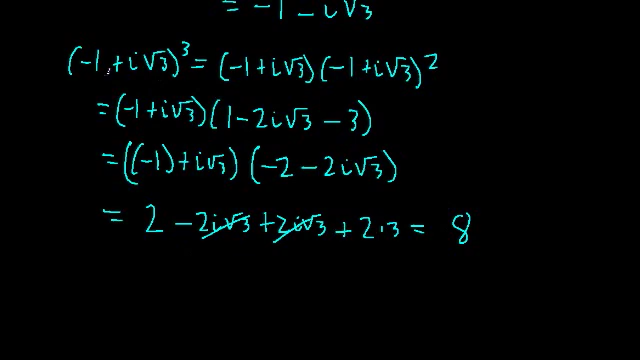 = -1 - i√3
(-1 + i√3)³ = (-1 + i√3)(-1 + i√3)²
= (-1 + i√3)(1 - 2i√3 - 3)
= ((-1) + i√3)(-2 - 2i√3)
= 2 - 2i√3 + 2i√3 + 2·3 = 8